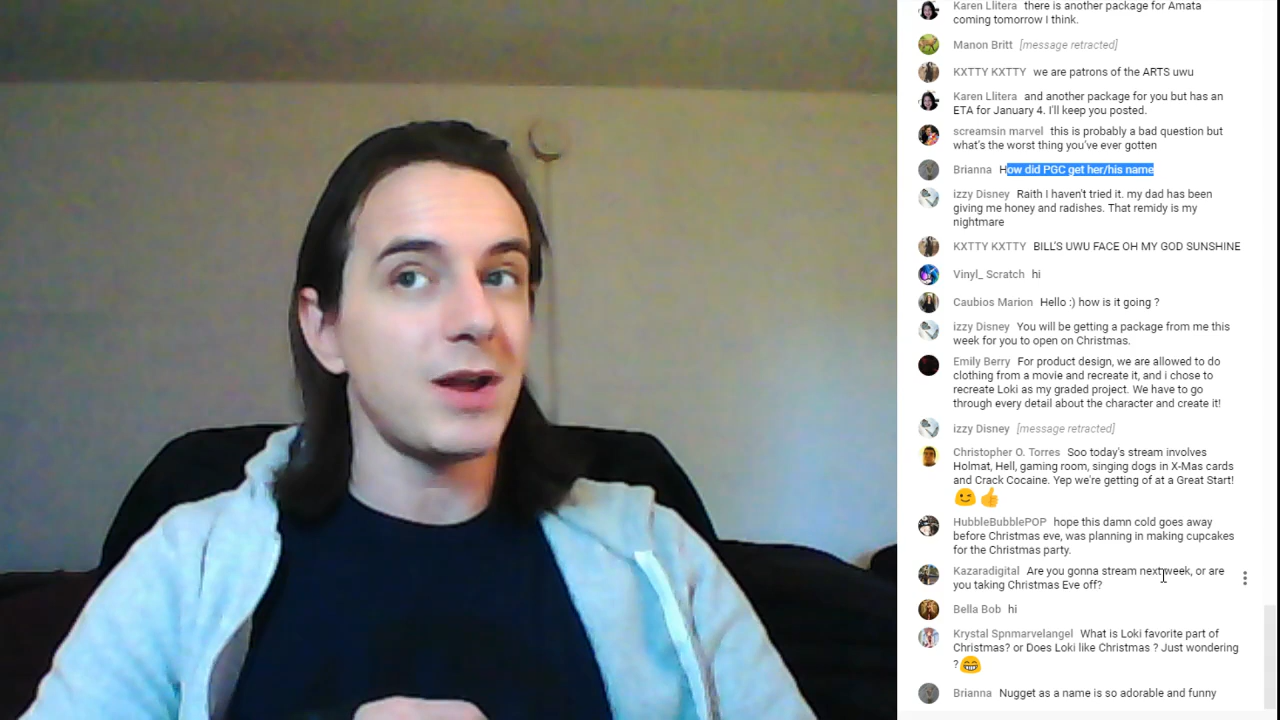 Karen Llitera there is another package for Amata
coming tomorrow I think.
Manon Britt [message retracted]
KXTTY KXTTY we are patrons of the ARTS uwu
Karen Llitera and another package for you but has an
ETA for January 4. I'll keep you posted.
screamsin marvel this is probably a bad question but
what's the worst thing you've ever gotten
Brianna How did PGC get her/his name
izzy Disney Raith I haven't tried it. my dad has been
giving me honey and radishes. That remidy is my
nightmare
KXTTY KXTTY BILL'S UWU FACE OH MY GOD SUNSHINE
Vinyl_ Scratch hi
Caubios Marion Hello :) how is it going ?
izzy Disney You will be getting a package from me this
week for you to open on Christmas.
Emily Berry For product design, we are allowed to do
clothing from a movie and recreate it, and i chose to
recreate Loki as my graded project. We have to go
through every detail about the character and create it!
izzy Disney [message retracted]
Christopher O. Torres Soo today's stream involves
Holmat, Hell, gaming room, singing dogs in X-Mas cards
and Crack Cocaine. Yep we're getting of at a Great Start!
😉👍
HubbleBubblePOP hope this damn cold goes away
before Christmas eve, was planning in making cupcakes
for the Christmas party.
Kazaradigital Are you gonna stream next week, or are
you taking Christmas Eve off?
Bella Bob hi
Krystal Spnmarvelangel What is Loki favorite part of
Christmas? or Does Loki like Christmas ? Just wondering
?😁
Brianna Nugget as a name is so adorable and funny